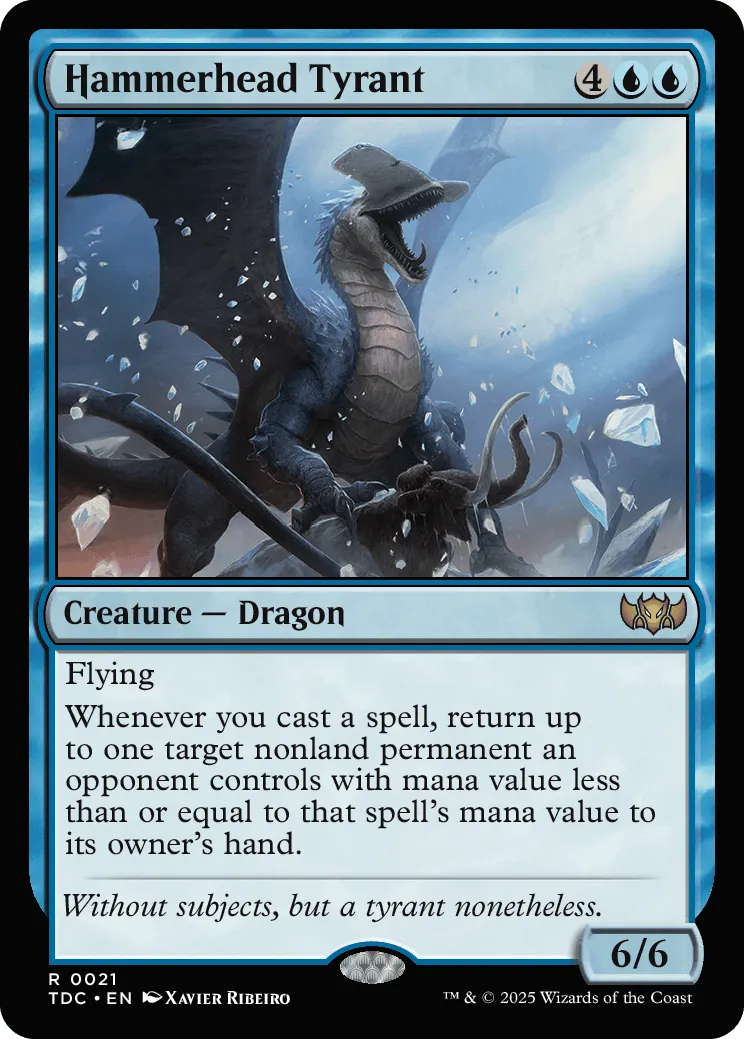 Hammerhead Tyrant 4
Creature — Dragon
Flying
Whenever you cast a spell, return up
to one target nonland permanent an
opponent controls with mana value less
than or equal to that spell's mana value to
its owner's hand.
Without subjects, but a tyrant nonetheless.
6/6
R 0021
TDC • EN Xavier Ribeiro
™ & © 2025 Wizards of the Coast